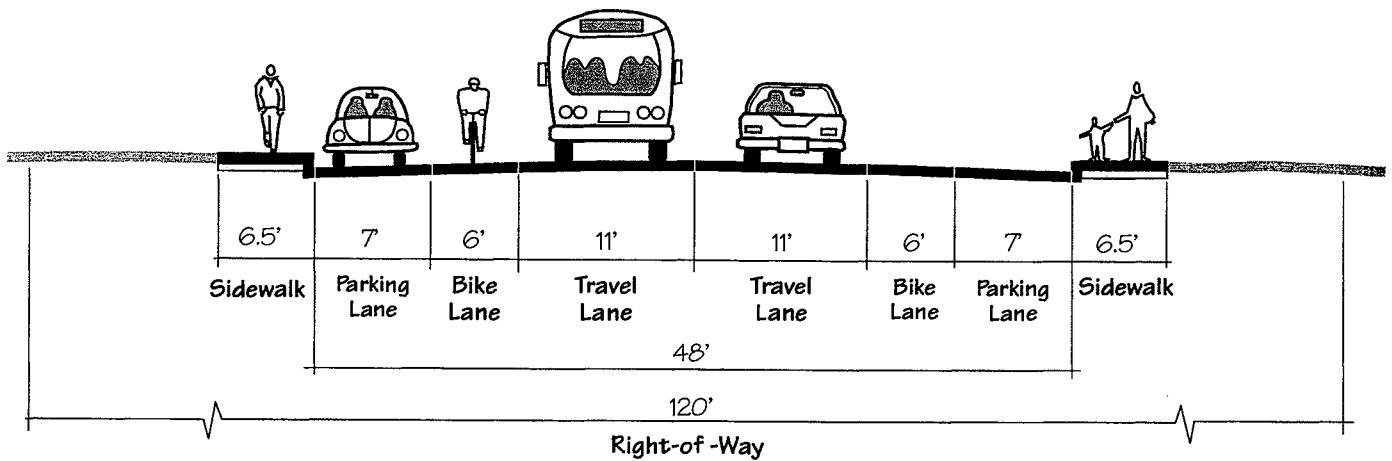 6.5' 7' 6' 11' 11' 6' 7' 6.5'
Sidewalk Parking Lane Bike Lane Travel Lane Travel Lane Bike Lane Parking Lane Sidewalk
48'
120'
Right-of-Way